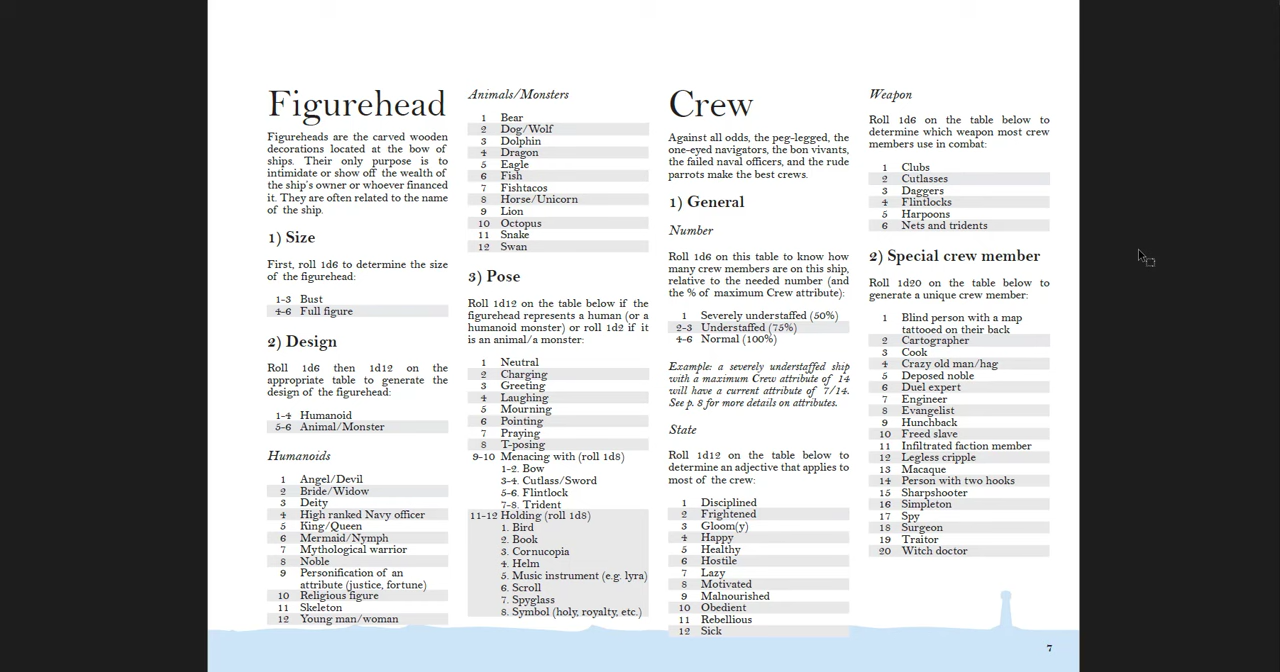 Figurehead
Figureheads are the carved wooden
decorations located at the bow of
ships. Their only purpose is to
intimidate or show off the wealth of
the ship's owner or whoever financed
it. They are often related to the name
of the ship.
1) Size
First, roll 1d6 to determine the size
of the figurehead:
1-3 Bust
4-6 Full figure
2) Design
Roll 1d6 then 1d12 on the
appropriate table to generate the
design of the figurehead:
1-4 Humanoid
5-6 Animal/Monster
Humanoids
1 Angel/Devil
2 Bride/Widow
3 Deity
4 High ranked Navy officer
5 King/Queen
6 Mermaid/Nymph
7 Mythological warrior
8 Noble
9 Personification of an
attribute (justice, fortune)
10 Religious figure
11 Skeleton
12 Young man/woman
Animals/Monsters
1 Bear
2 Dog/Wolf
3 Dolphin
4 Dragon
5 Eagle
6 Fish
7 Fishtacos
8 Horse/Unicorn
9 Lion
10 Octopus
11 Snake
12 Swan
3) Pose
Roll 1d12 on the table below if the
figurehead represents a human (or a
humanoid monster) or roll 1d2 if it
is an animal/a monster:
1 Neutral
2 Charging
3 Greeting
4 Laughing
5 Mourning
6 Pointing
7 Praying
8 T-posing
9-10 Menacing with (roll 1d8)
1-2. Bow
3-4. Cutlass/Sword
5-6. Flintlock
7-8. Trident
11-12 Holding (roll 1d8)
1. Bird
2. Book
3. Cornucopia
4. Helm
5. Music instrument (e.g. lyra)
6. Scroll
7. Spyglass
8. Symbol (holy, royalty, etc.)
Crew
Against all odds, the peg-legged, the
one-eyed navigators, the bon vivants,
the failed naval officers, and the rude
parrots make the best crews.
1) General
Number
Roll 1d6 on this table to know how
many crew members are on this ship,
relative to the needed number (and
the % of maximum Crew attribute):
1 Severely understaffed (50%)
2-3 Understaffed (75%)
4-6 Normal (100%)
Example: a severely understaffed ship
with a maximum Crew attribute of 14
will have a current attribute of 7/14.
See p. 8 for more details on attributes.
State
Roll 1d12 on the table below to
determine an adjective that applies to
most of the crew:
1 Disciplined
2 Frightened
3 Gloom(y)
4 Happy
5 Healthy
6 Hostile
7 Lazy
8 Motivated
9 Malnourished
10 Obedient
11 Rebellious
12 Sick
Weapon
Roll 1d6 on the table below to
determine which weapon most crew
members use in combat:
1 Clubs
2 Cutlasses
3 Daggers
4 Flintlocks
5 Harpoons
6 Nets and tridents
2) Special crew member
Roll 1d20 on the table below to
generate a unique crew member:
1 Blind person with a map
tattooed on their back
2 Cartographer
3 Cook
4 Crazy old man/hag
5 Deposed noble
6 Duel expert
7 Engineer
8 Evangelist
9 Hunchback
10 Freed slave
11 Infiltrated faction member
12 Legless cripple
13 Macaque
14 Person with two hooks
15 Sharpshooter
16 Simpleton
17 Spy
18 Surgeon
19 Traitor
20 Witch doctor
7